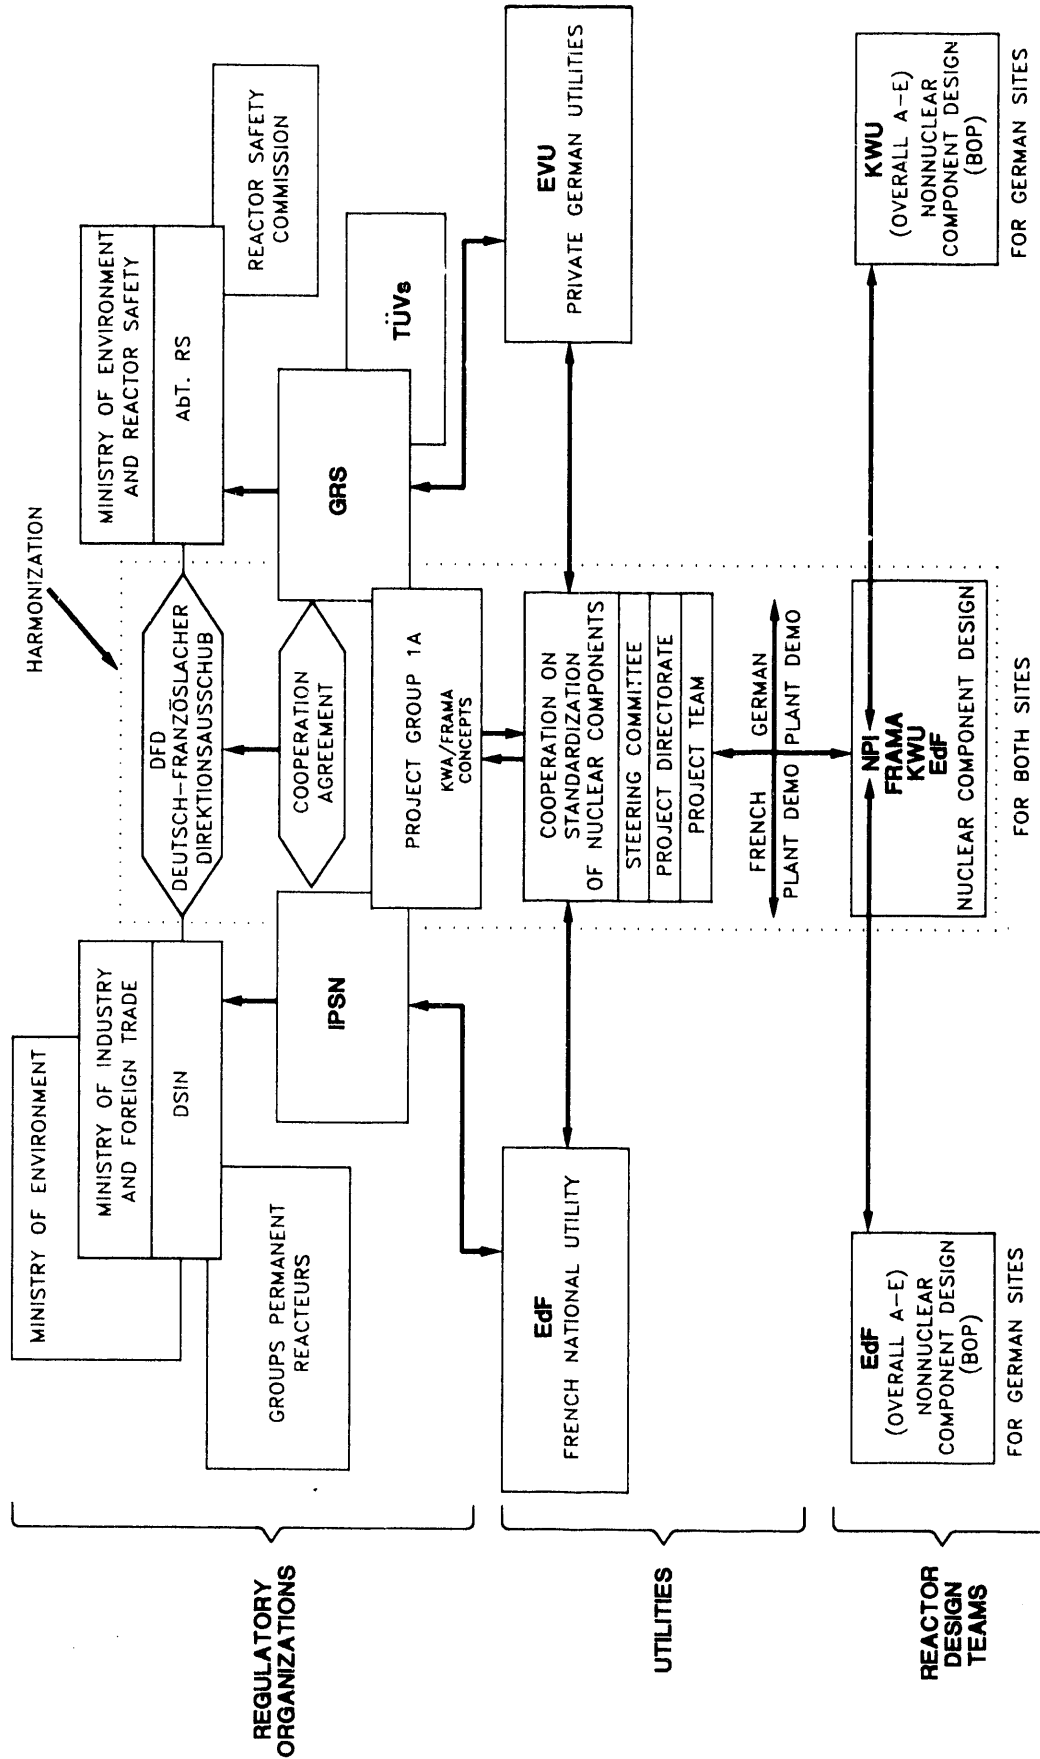 HARMONIZATION
REGULATORY
ORGANIZATIONS
MINISTRY OF ENVIRONMENT
MINISTRY OF INDUSTRY
AND FOREIGN TRADE
DSIN
GROUPS PERMANENT
REACTEURS
IPSN
DFD
DEUTSCH-FRANZÖSLACHER
DIREKTIONSAUSSCHUB
COOPERATION
AGREEMENT
PROJECT GROUP 1A
KWA/FRAMA
CONCEPTS
MINISTRY OF ENVIRONMENT
AND REACTOR SAFETY
AbT. RS
REACTOR SAFETY
COMMISSION
GRS
TÜVs
UTILITIES
EdF
FRENCH NATIONAL UTILITY
COOPERATION ON
STANDARDIZATION
OF NUCLEAR COMPONENTS
STEERING COMMITTEE
PROJECT DIRECTORATE
PROJECT TEAM
EVU
PRIVATE GERMAN UTILITIES
FRENCH GERMAN
PLANT DEMO PLANT DEMO
REACTOR
DESIGN
TEAMS
EdF
(OVERALL A-E)
NONNUCLEAR
COMPONENT DESIGN
(BOP)
FOR GERMAN SITES
NPI
FRAMA
KWU
EdF
NUCLEAR COMPONENT DESIGN
FOR BOTH SITES
KWU
(OVERALL A-E)
NONNUCLEAR
COMPONENT DESIGN
(BOP)
FOR GERMAN SITES